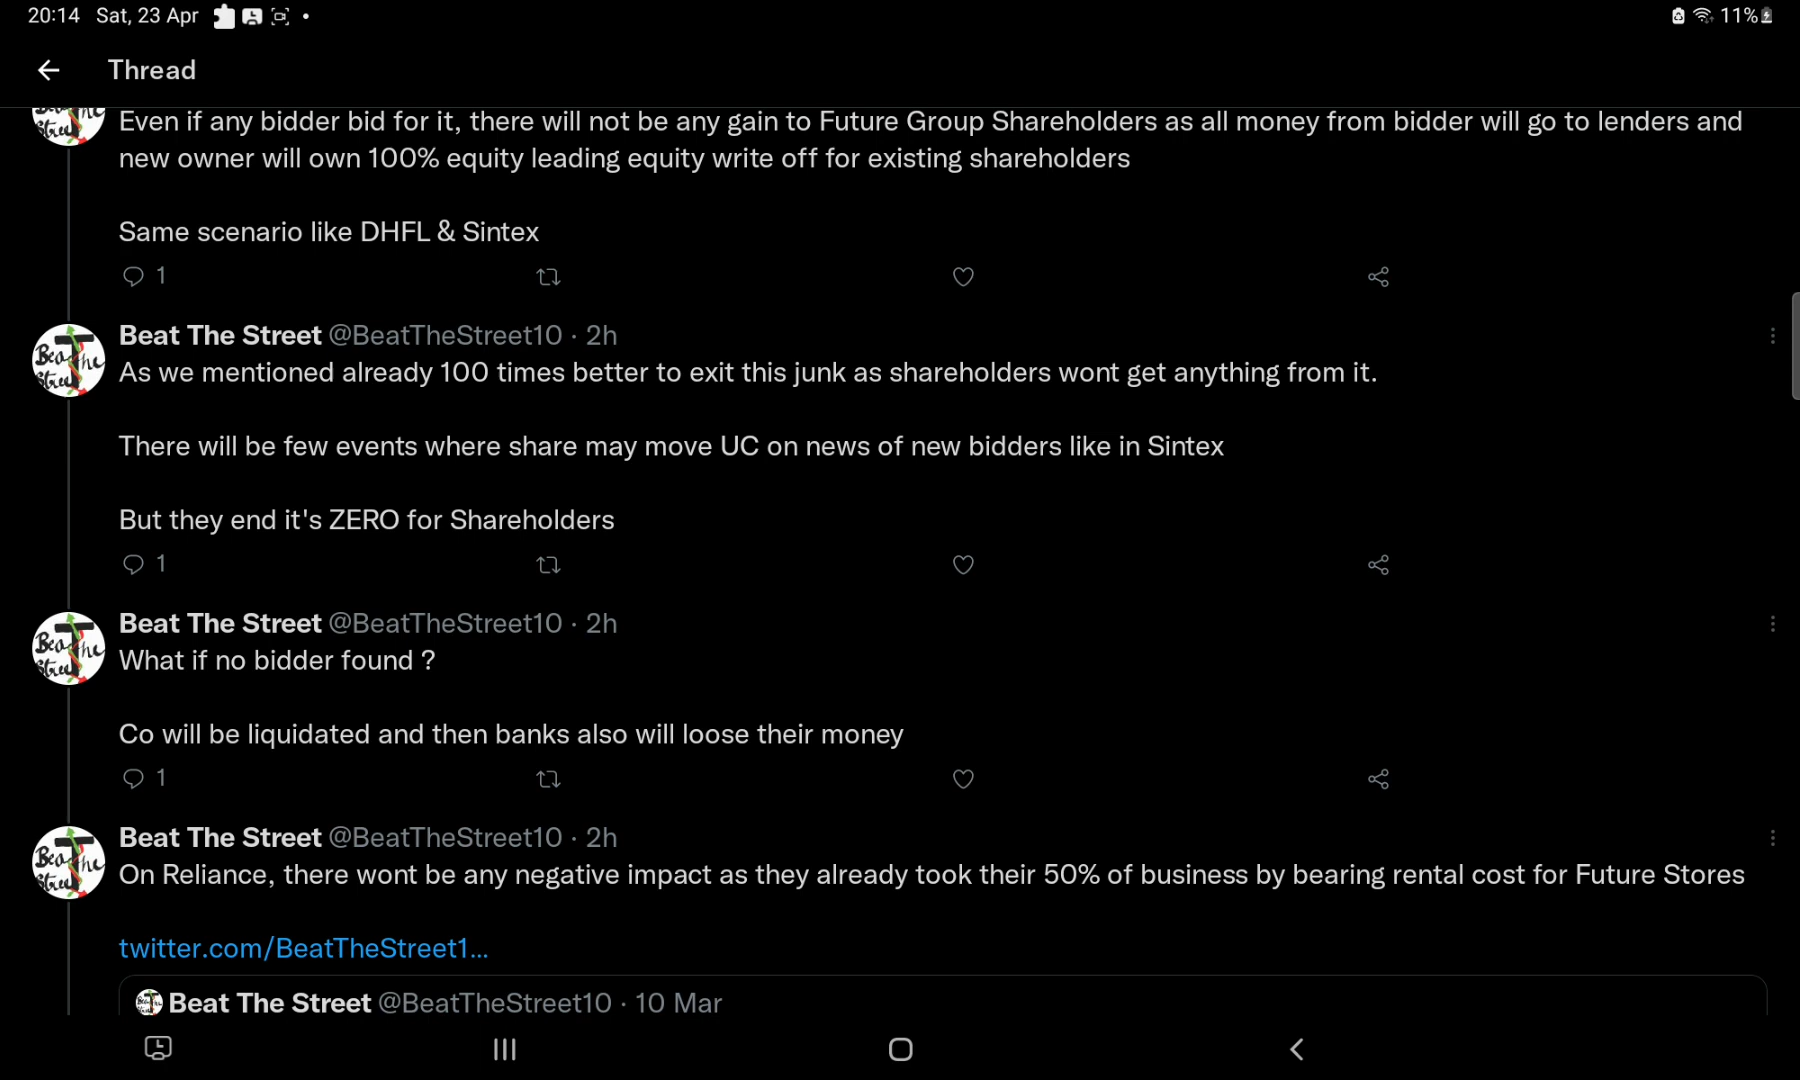 20:14 Sat, 23 Apr
11%
Thread
Even if any bidder bid for it, there will not be any gain to Future Group Shareholders as all money from bidder will go to lenders and
new owner will own 100% equity leading equity write off for existing shareholders
Same scenario like DHFL & Sintex
1
Beat The Street @BeatTheStreet10 · 2h
As we mentioned already 100 times better to exit this junk as shareholders wont get anything from it.
There will be few events where share may move UC on news of new bidders like in Sintex
But they end it's ZERO for Shareholders
1
Beat The Street @BeatTheStreet10 · 2h
What if no bidder found ?
Co will be liquidated and then banks also will loose their money
1
Beat The Street @BeatTheStreet10 · 2h
On Reliance, there wont be any negative impact as they already took their 50% of business by bearing rental cost for Future Stores
twitter.com/BeatTheStreet1...
Beat The Street @BeatTheStreet10 · 10 Mar